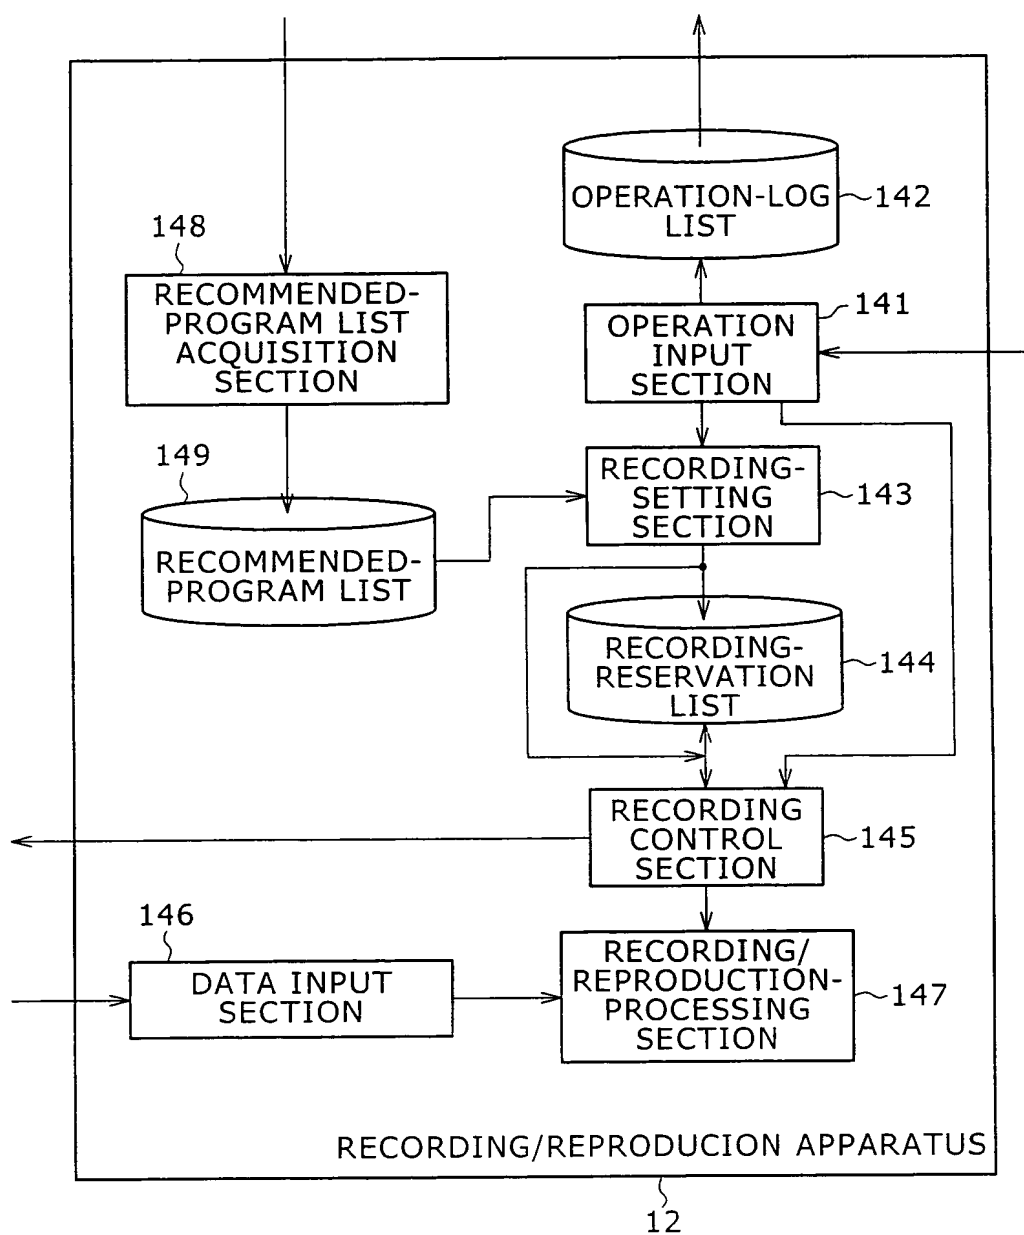 OPERATION-LOG
LIST
142
148
RECOMMENDED-
PROGRAM LIST
ACQUISITION
SECTION
141
OPERATION
INPUT
SECTION
149
RECOMMENDED-
PROGRAM LIST
RECORDING-
SETTING
SECTION
143
RECORDING-
RESERVATION
LIST
144
RECORDING
CONTROL
SECTION
145
146
DATA INPUT
SECTION
RECORDING/
REPRODUCTION-
PROCESSING
SECTION
147
RECORDING/REPRODUCION APPARATUS
12